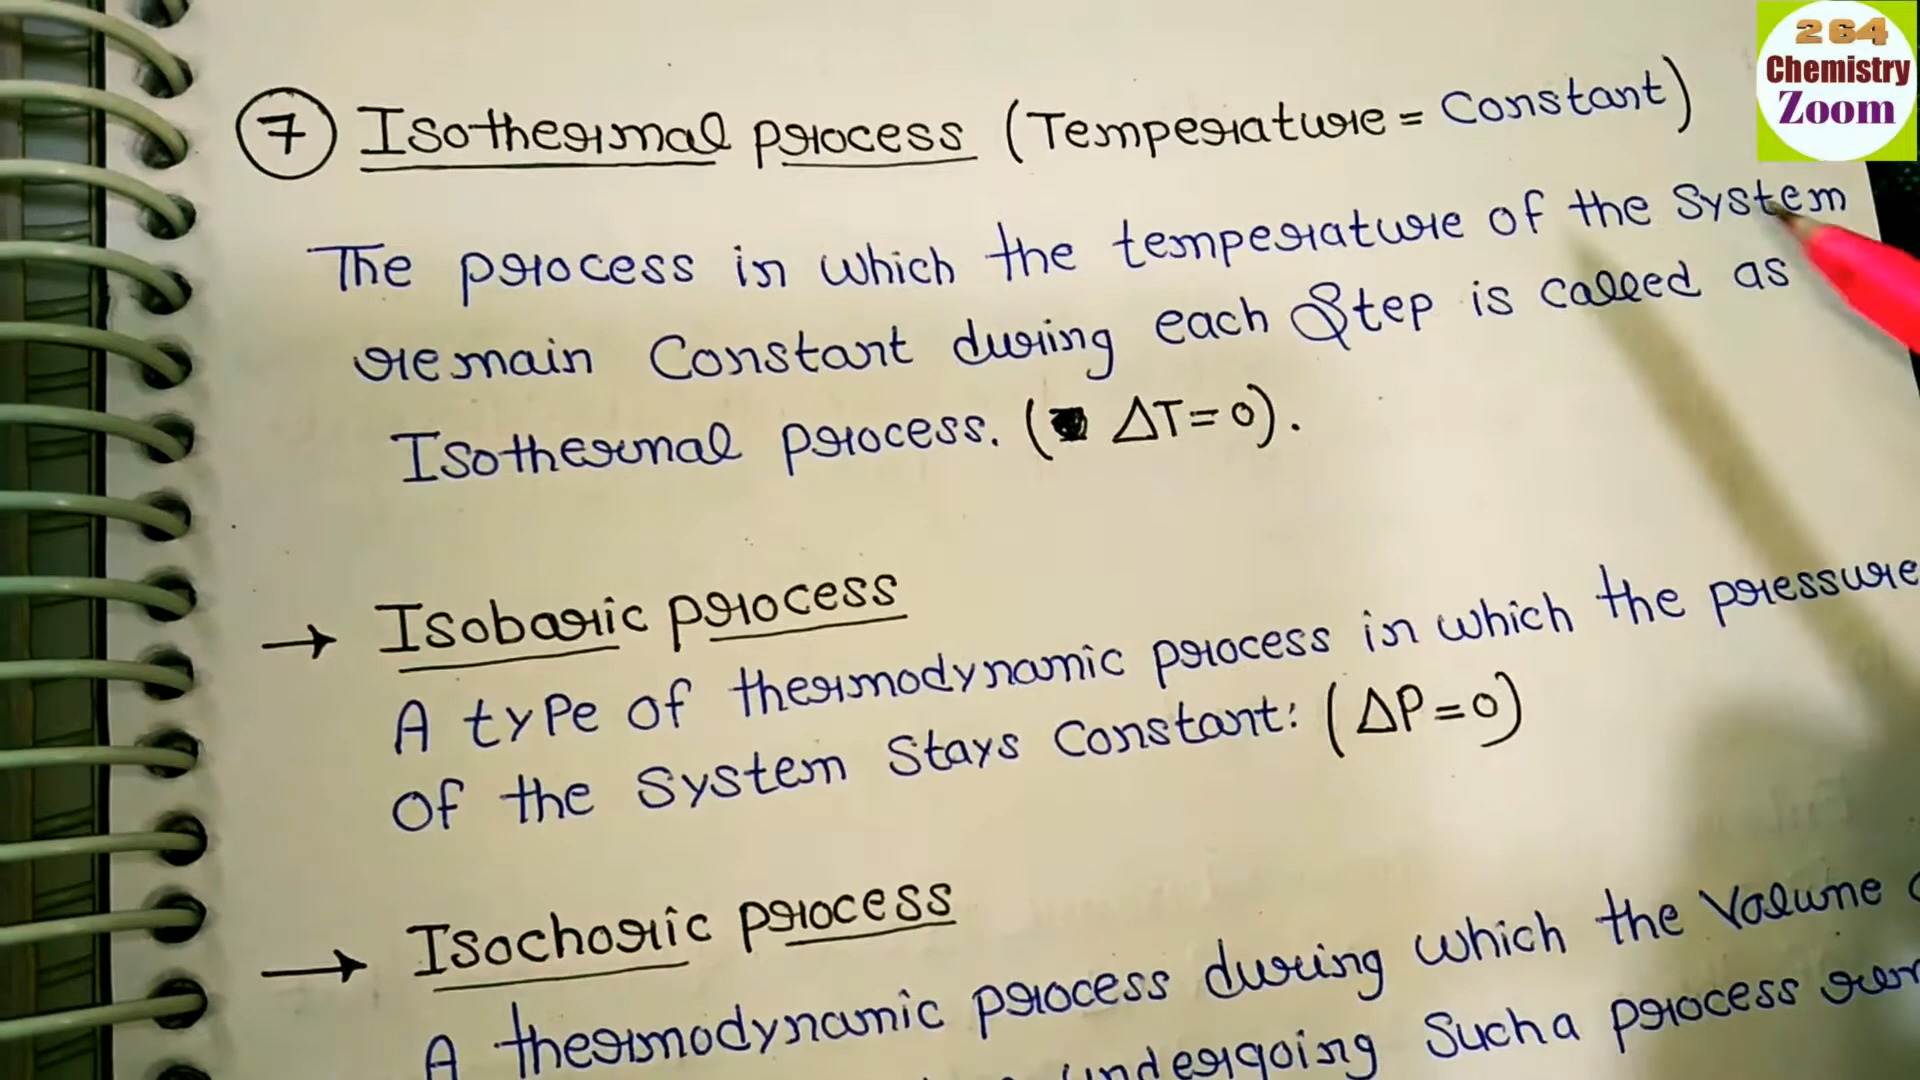 264
Chemistry
Zoom
7 Isothermal process (Temperature = Constant)
The process in which the temperature of the System
remain Constant during each Step is called as
Isothermal process. ( ΔT=0).
→ Isobaric process
A type of thermodynamic process in which the pressure
of the System Stays Constant: (ΔP=0)
→ Isochoric process
A thermodynamic process during which the Volume
undergoing Such a process